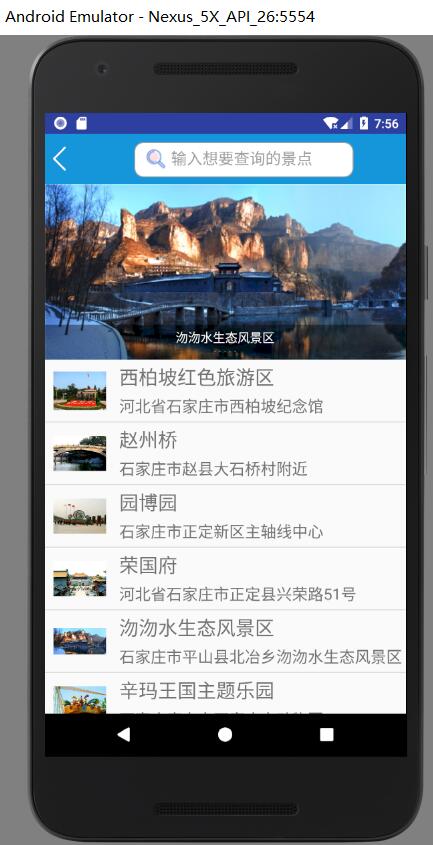 Android Emulator - Nexus_5X_API_26:5554
7:56
输入想要查询的景点
沕沕水生态风景区
西柏坡红色旅游区
河北省石家庄市西柏坡纪念馆
赵州桥
石家庄市赵县大石桥村附近
园博园
石家庄市正定新区主轴线中心
荣国府
河北省石家庄市正定县兴荣路51号
沕沕水生态风景区
石家庄市平山县北冶乡沕沕水生态风景区
辛玛王国主题乐园